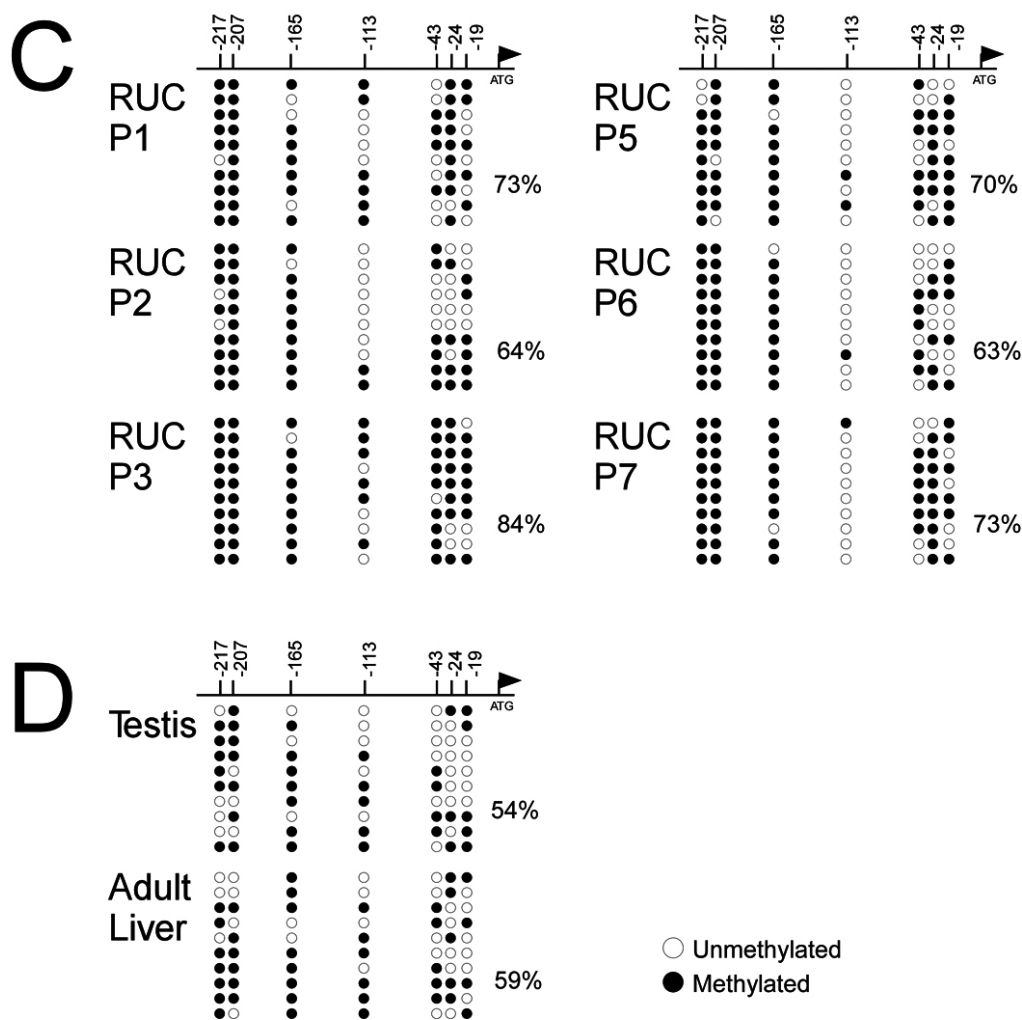 C
-217 -207 -165 -113 -43 -24 -19
ATG
RUC
P1
73%
RUC
P2
64%
RUC
P3
84%
-217 -207 -165 -113 -43 -24 -19
ATG
RUC
P5
70%
RUC
P6
63%
RUC
P7
73%
D
-217 -207 -165 -113 -43 -24 -19
ATG
Testis
54%
Adult
Liver
59%
Unmethylated
Methylated